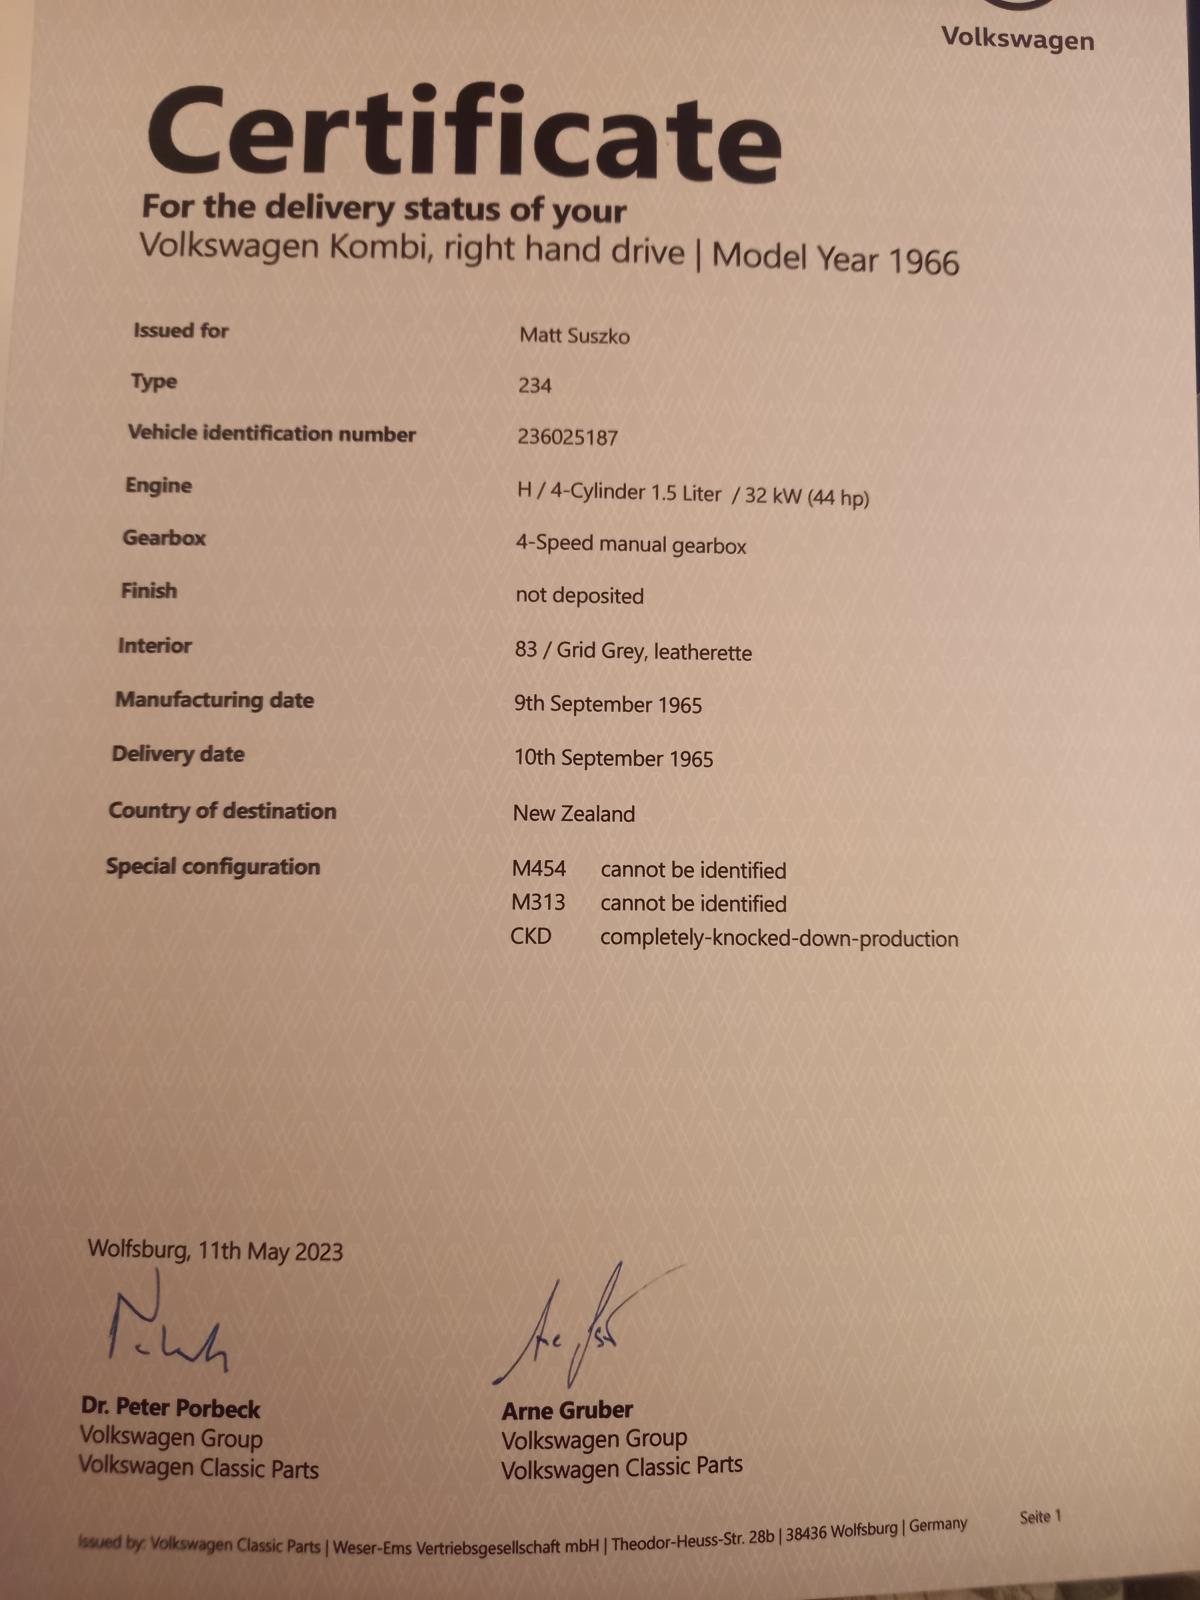 Volkswagen
Certificate
For the delivery status of your
Volkswagen Kombi, right hand drive | Model Year 1966
Issued for Matt Suszko
Type 234
Vehicle identification number 236025187
Engine H / 4-Cylinder 1.5 Liter / 32 kW (44 hp)
Gearbox 4-Speed manual gearbox
Finish not deposited
Interior 83 / Grid Grey, leatherette
Manufacturing date 9th September 1965
Delivery date 10th September 1965
Country of destination New Zealand
Special configuration M454 cannot be identified
M313 cannot be identified
CKD completely-knocked-down-production
Wolfsburg, 11th May 2023
Dr. Peter Porbeck Arne Gruber
Volkswagen Group Volkswagen Group
Volkswagen Classic Parts Volkswagen Classic Parts
Seite 1
Issued by: Volkswagen Classic Parts | Weser-Ems Vertriebsgesellschaft mbH | Theodor-Heuss-Str. 28b | 38436 Wolfsburg | Germany